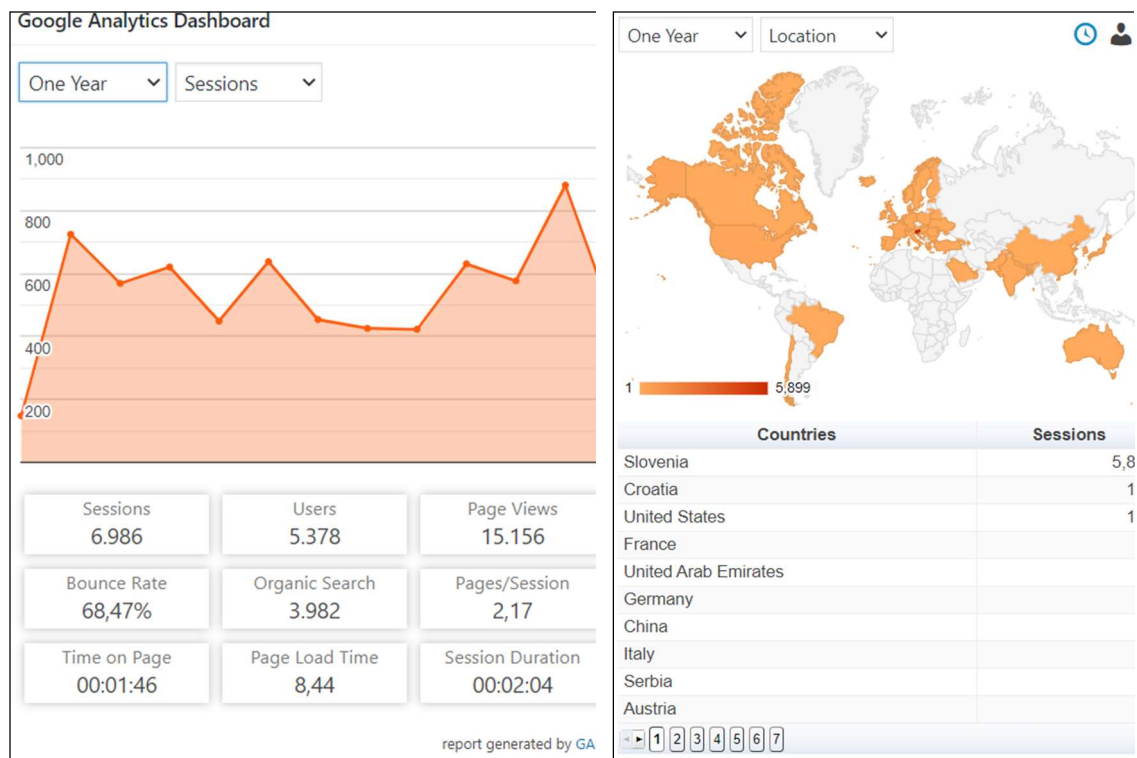 Google Analytics Dashboard
One Year Sessions
1,000
800
600
400
200
Sessions Users Page Views
6.986 5.378 15.156
Bounce Rate Organic Search Pages/Session
68,47% 3.982 2,17
Time on Page Page Load Time Session Duration
00:01:46 8,44 00:02:04
report generated by GA
One Year Location
1 5,899
Countries Sessions
Slovenia 5,8
Croatia 1
United States 1
France
United Arab Emirates
Germany
China
Italy
Serbia
Austria
1 2 3 4 5 6 7